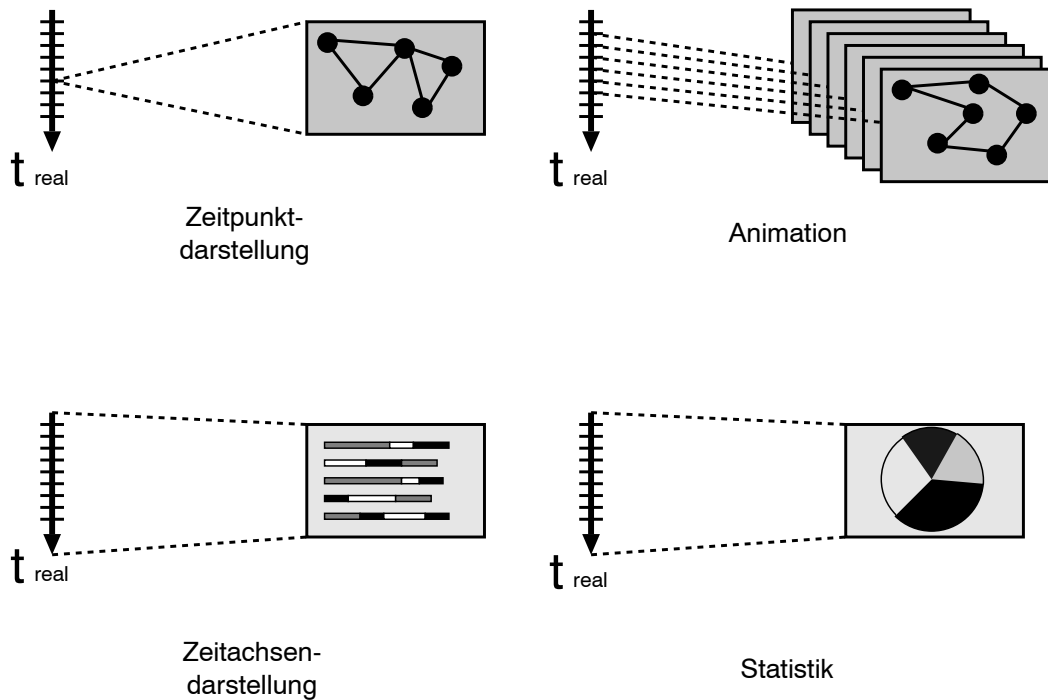 t real
t real
Zeitpunkt-
darstellung
Animation
t real
t real
Zeitachsen-
darstellung
Statistik